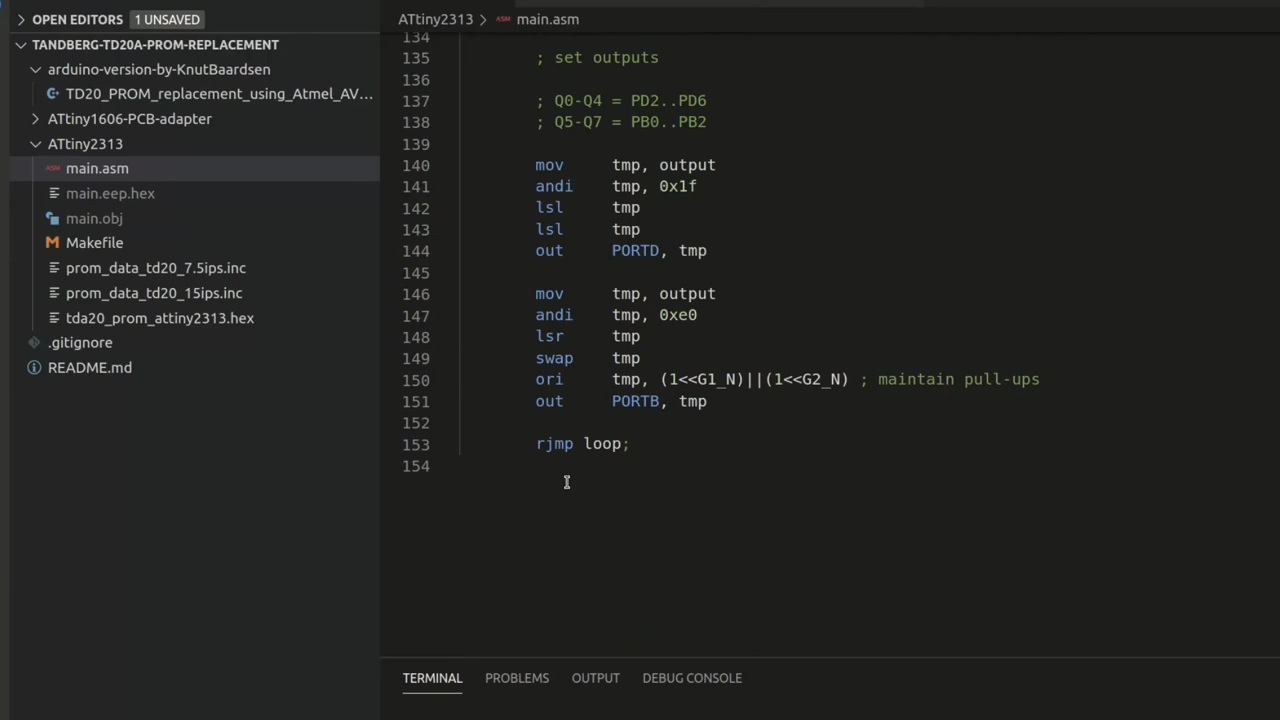 OPEN EDITORS 1 UNSAVED
TANDBERG-TD20A-PROM-REPLACEMENT
arduino-version-by-KnutBaardsen
TD20_PROM_replacement_using_Atmel_AV...
ATtiny1606-PCB-adapter
ATtiny2313
ASM main.asm
main.eep.hex
main.obj
M Makefile
prom_data_td20_7.5ips.inc
prom_data_td20_15ips.inc
tda20_prom_attiny2313.hex
.gitignore
README.md
ATtiny2313 > ASM main.asm
134
135 ; set outputs
136
137 ; Q0-Q4 = PD2..PD6
138 ; Q5-Q7 = PB0..PB2
139
140 mov tmp, output
141 andi tmp, 0x1f
142 lsl tmp
143 lsl tmp
144 out PORTD, tmp
145
146 mov tmp, output
147 andi tmp, 0xe0
148 lsr tmp
149 swap tmp
150 ori tmp, (1<<G1_N)||(1<<G2_N) ; maintain pull-ups
151 out PORTB, tmp
152
153 rjmp loop;
154
TERMINAL PROBLEMS OUTPUT DEBUG CONSOLE